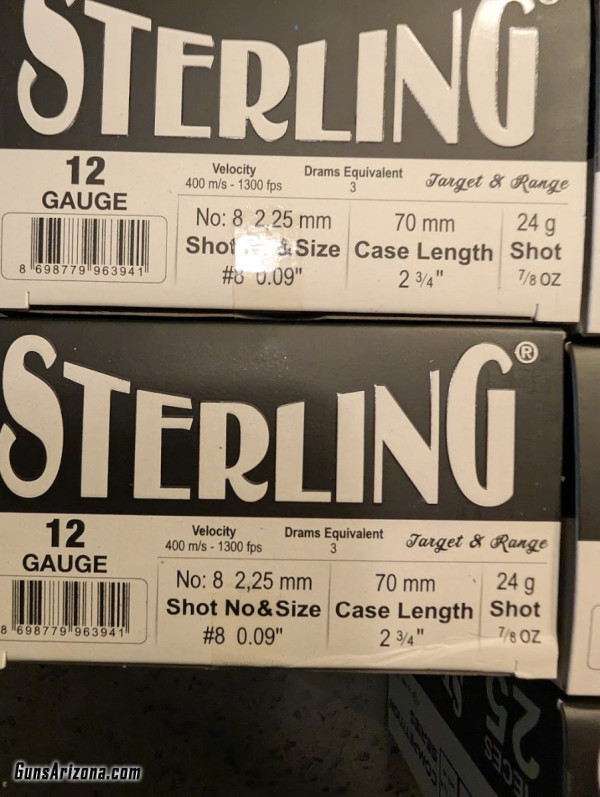 STERLING®
12
GAUGE
Velocity
400 m/s - 1300 fps
Drams Equivalent
3
Target & Range
8 698779 963941
No: 8 2,25 mm
Shot &Size
#8 0.09"
70 mm
Case Length
2 3/4"
24 g
Shot
7/8 OZ
STERLING®
12
GAUGE
Velocity
400 m/s - 1300 fps
Drams Equivalent
3
Target & Range
8 698779 963941
No: 8 2,25 mm
Shot No&Size
#8 0.09"
70 mm
Case Length
2 3/4"
24 g
Shot
7/8 OZ
COMPETITION
SERIES
25
PIECES
GunsArizona.com